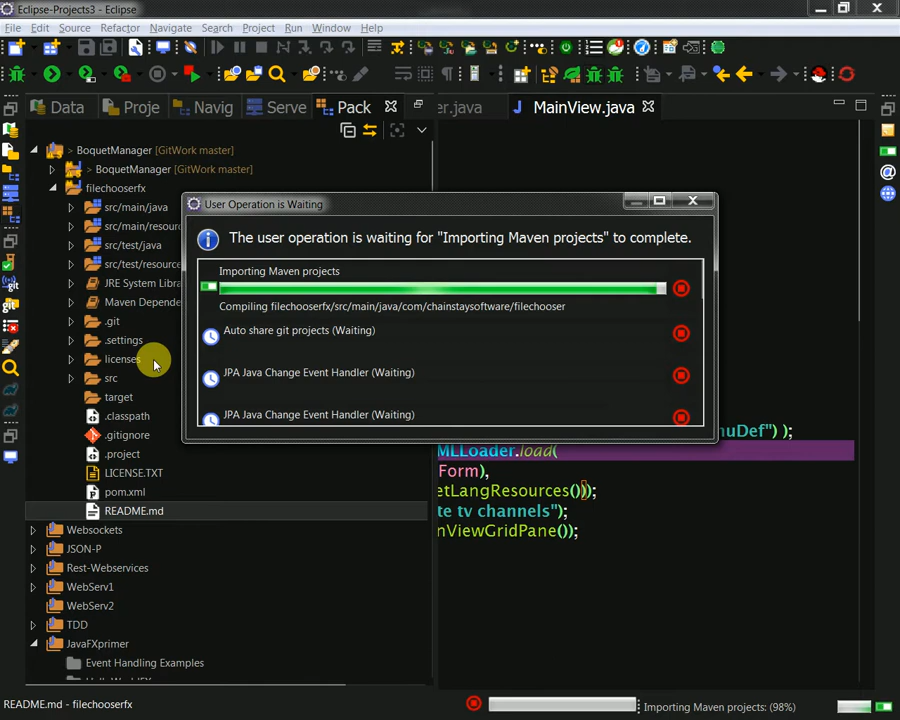 Eclipse-Projects3 - Eclipse
File Edit Source Refactor Navigate Search Project Run Window Help
Data Proje Navig Serve Pack er.java MainView.java
> BoquetManager [GitWork master]
> BoquetManager [GitWork master]
filechooserfx
src/main/java
src/main/resour
src/test/java
src/test/resource
JRE System Libra
Maven Depende
.git
.settings
licenses
src
target
.classpath
.gitignore
.project
LICENSE.TXT
pom.xml
README.md
Websockets
JSON-P
Rest-Webservices
WebServ1
WebServ2
TDD
JavaFXprimer
Event Handling Examples
User Operation is Waiting
The user operation is waiting for "Importing Maven projects" to complete.
Importing Maven projects
Compiling filechooserfx/src/main/java/com/chainstaysoftware/filechooser
Auto share git projects (Waiting)
JPA Java Change Event Handler (Waiting)
JPA Java Change Event Handler (Waiting)
nuDef") );
MLLoader.load(
Form),
etLangResources()));
te tv channels");
nViewGridPane());
README.md - filechooserfx
Importing Maven projects: (98%)